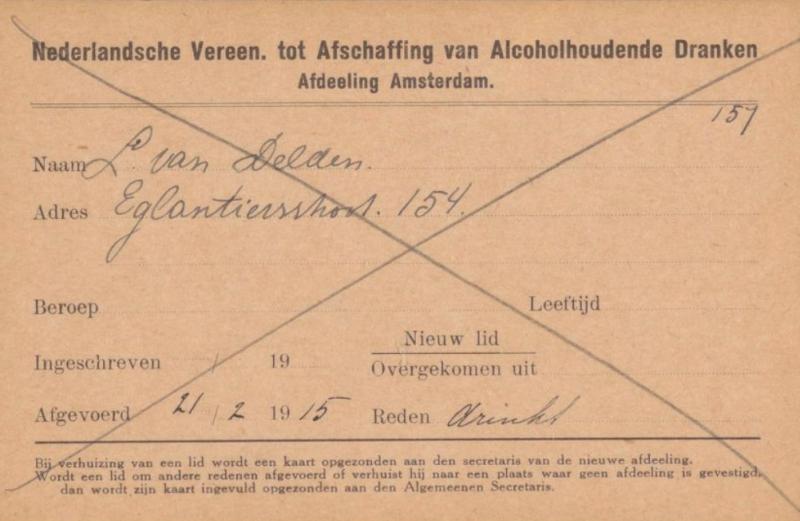 Nederlandsche Vereen. tot Afschaffing van Alcoholhoudende Dranken
Afdeeling Amsterdam.
157
Naam L. van Delden.
Adres Eglantiersshost. 154.
Beroep Leeftijd
Nieuw lid
Ingeschreven / 19 Overgekomen uit
Afgevoerd 21 / 2 19 15 Reden drinkt
Bij verhuizing van een lid wordt een kaart opgezonden aan den secretaris van de nieuwe afdeeling.
Wordt een lid om andere redenen afgevoerd of verhuist hij naar een plaats waar geen afdeeling is gevestigd,
dan wordt zijn kaart ingevuld opgezonden aan den Algemeenen Secretaris.